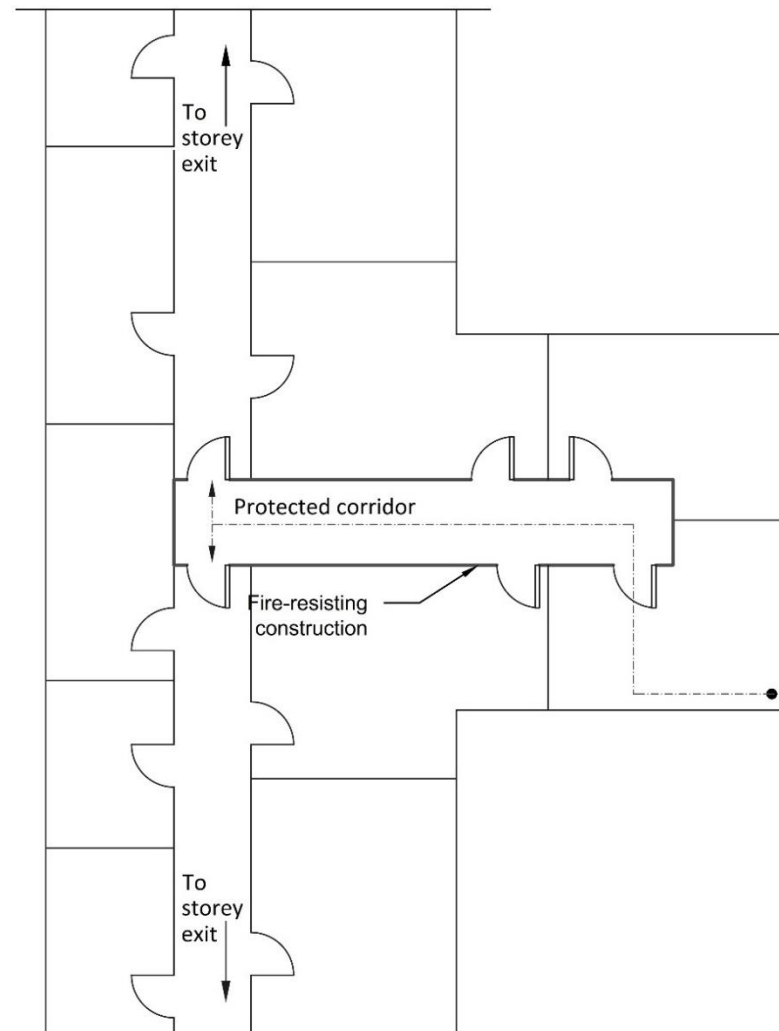 To
storey
exit
Protected corridor
Fire-resisting
construction
To
storey
exit